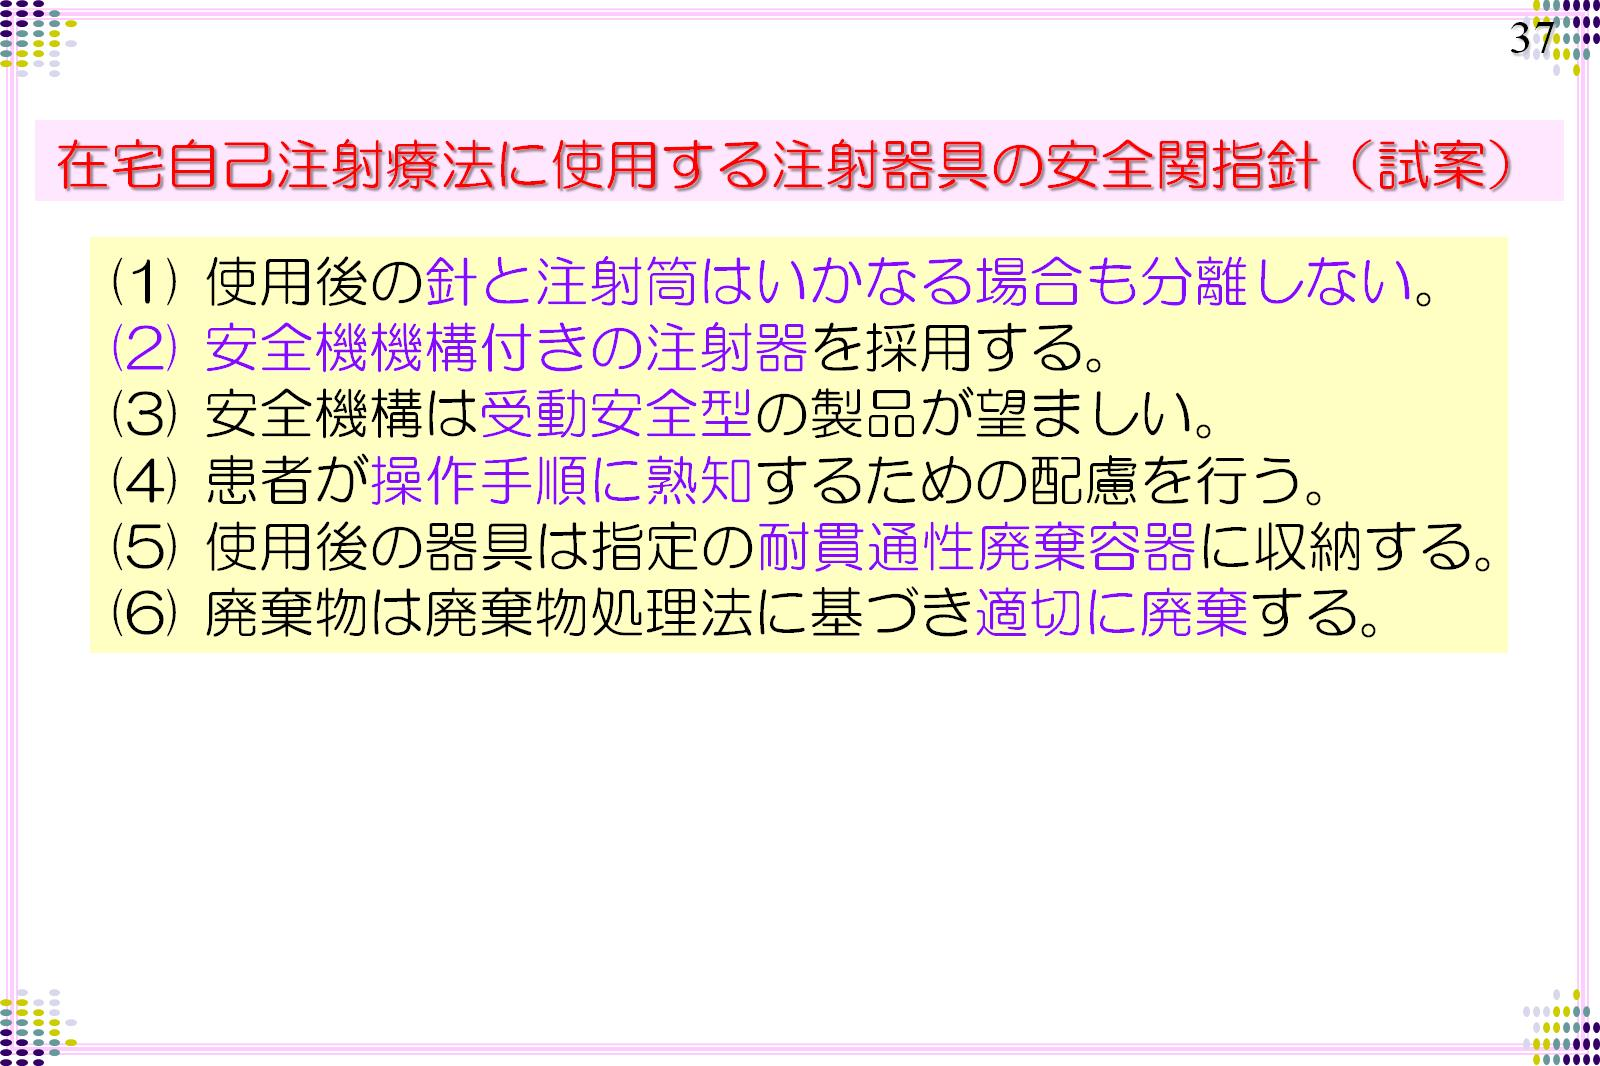 37
在宅自己注射療法に使用する注射器具の安全関指針（試案）
(1) 使用後の針と注射筒はいかなる場合も分離しない。
(2) 安全機機構付きの注射器を採用する。
(3) 安全機構は受動安全型の製品が望ましい。
(4) 患者が操作手順に熟知するための配慮を行う。
(5) 使用後の器具は指定の耐貫通性廃棄容器に収納する。
(6) 廃棄物は廃棄物処理法に基づき適切に廃棄する。